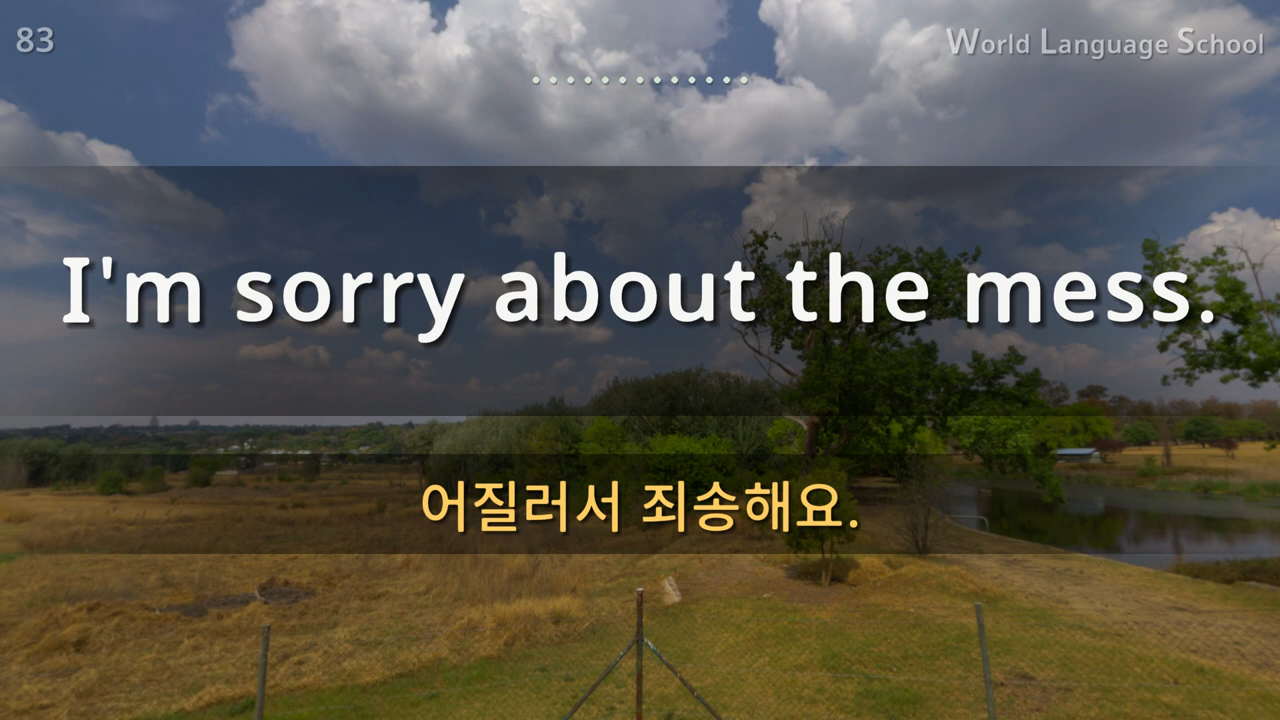 83
World Language School
I'm sorry about the mess.
어질러서 죄송해요.